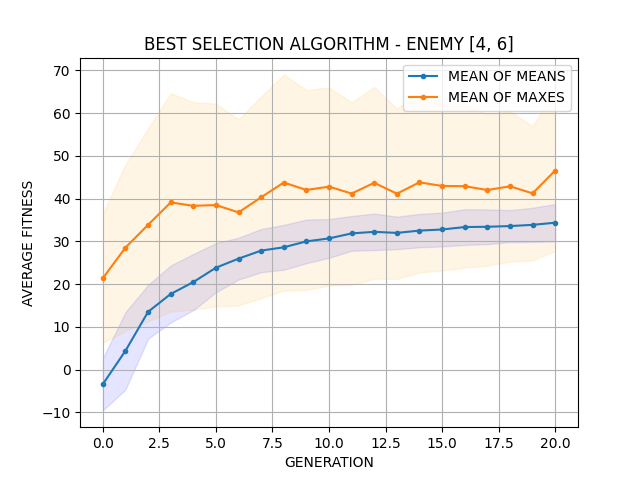 BEST SELECTION ALGORITHM - ENEMY [4, 6]
MEAN OF MEANS
MEAN OF MAXES
AVERAGE FITNESS
70
60
50
40
30
20
10
0
−10
0.0 2.5 5.0 7.5 10.0 12.5 15.0 17.5 20.0
GENERATION